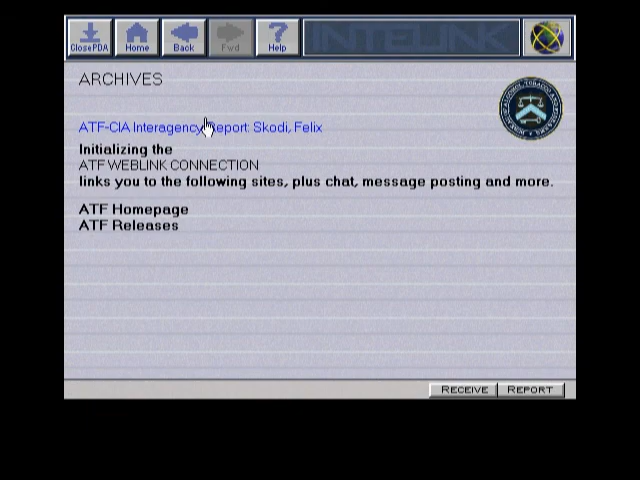 ClosePDA Home Back Fwd Help INTELINK
ARCHIVES
ATF-CIA Interagency Report: Skodi, Felix
Initializing the
ATF WEBLINK CONNECTION
links you to the following sites, plus chat, message posting and more.
ATF Homepage
ATF Releases
RECEIVE REPORT